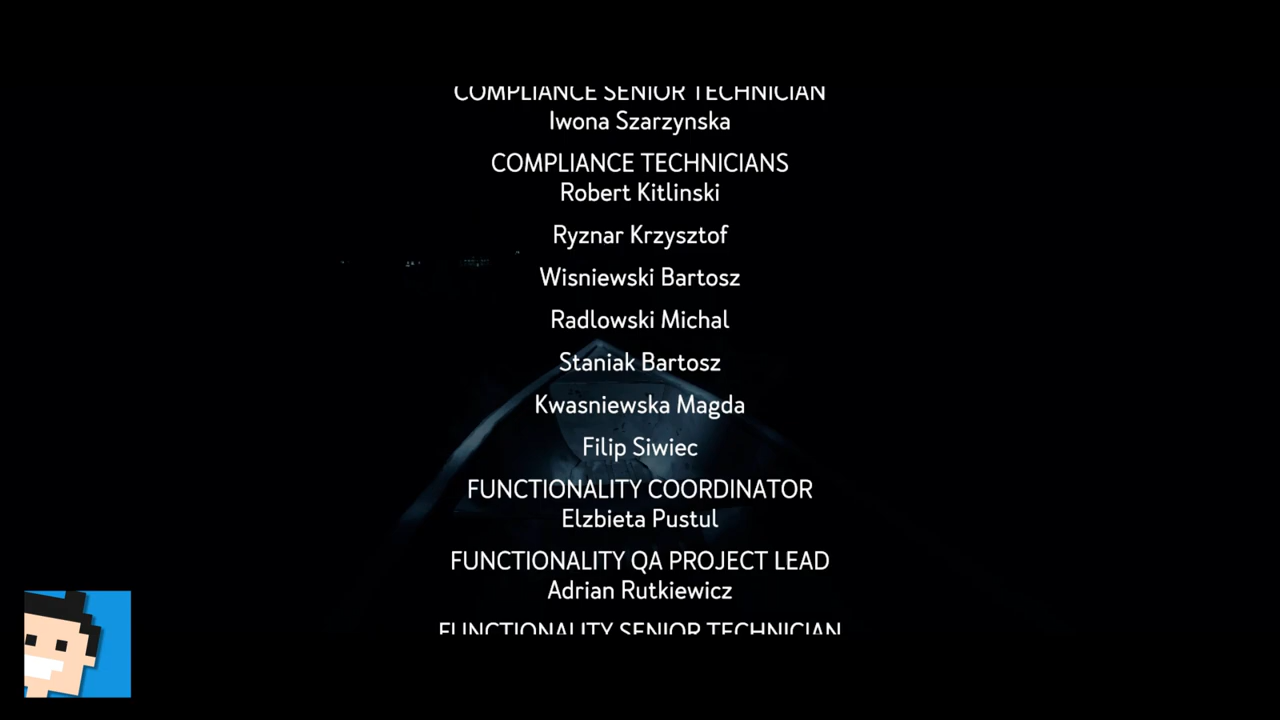 COMPLIANCE SENIOR TECHNICIAN
Iwona Szarzynska
COMPLIANCE TECHNICIANS
Robert Kitlinski
Ryznar Krzysztof
Wisniewski Bartosz
Radlowski Michal
Staniak Bartosz
Kwasniewska Magda
Filip Siwiec
FUNCTIONALITY COORDINATOR
Elzbieta Pustul
FUNCTIONALITY QA PROJECT LEAD
Adrian Rutkiewicz
FUNCTIONALITY SENIOR TECHNICIAN